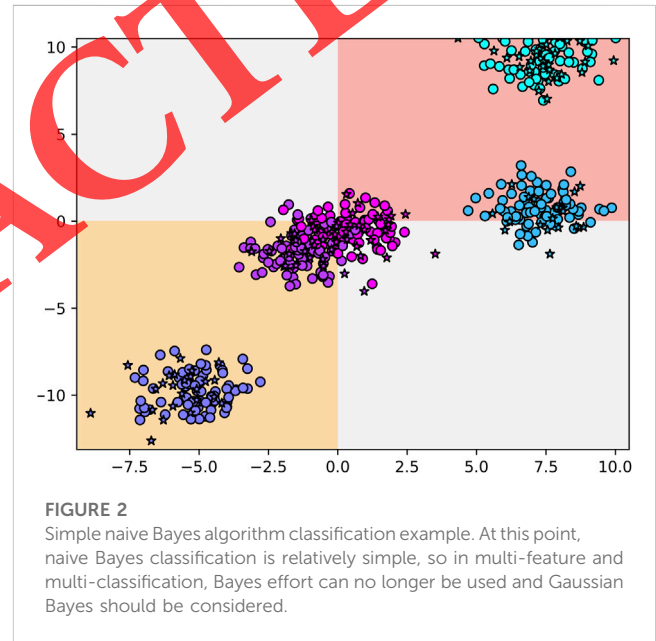 ACTE
10
5
0
−5
−10
−7.5 −5.0 −2.5 0.0 2.5 5.0 7.5 10.0
FIGURE 2
Simple naive Bayes algorithm classification example. At this point,
naive Bayes classification is relatively simple, so in multi-feature and
multi-classification, Bayes effort can no longer be used and Gaussian
Bayes should be considered.